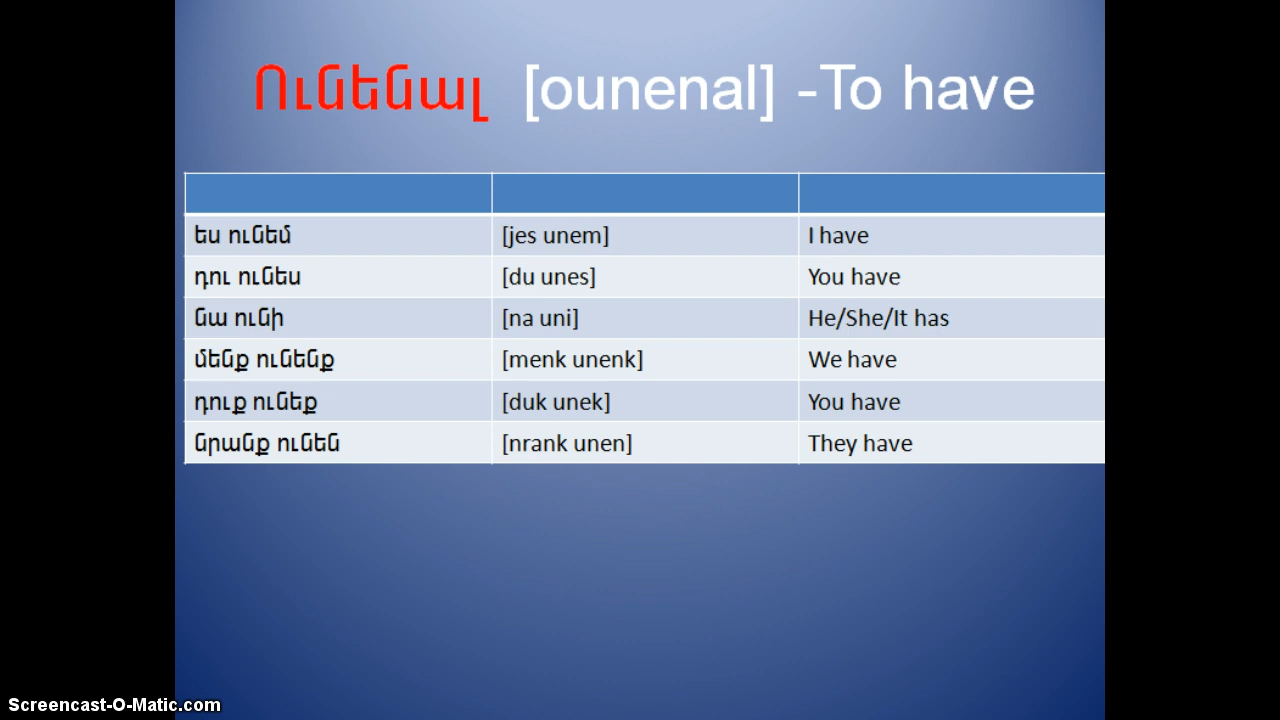 Ունենալ [ounenal] -To have
ես ունեմ [jes unem] I have
դու ունես [du unes] You have
նա ունի [na uni] He/She/It has
մենք ունենք [menk unenk] We have
դուք ունեք [duk unek] You have
նրանք ունեն [nrank unen] They have
Screencast-O-Matic.com